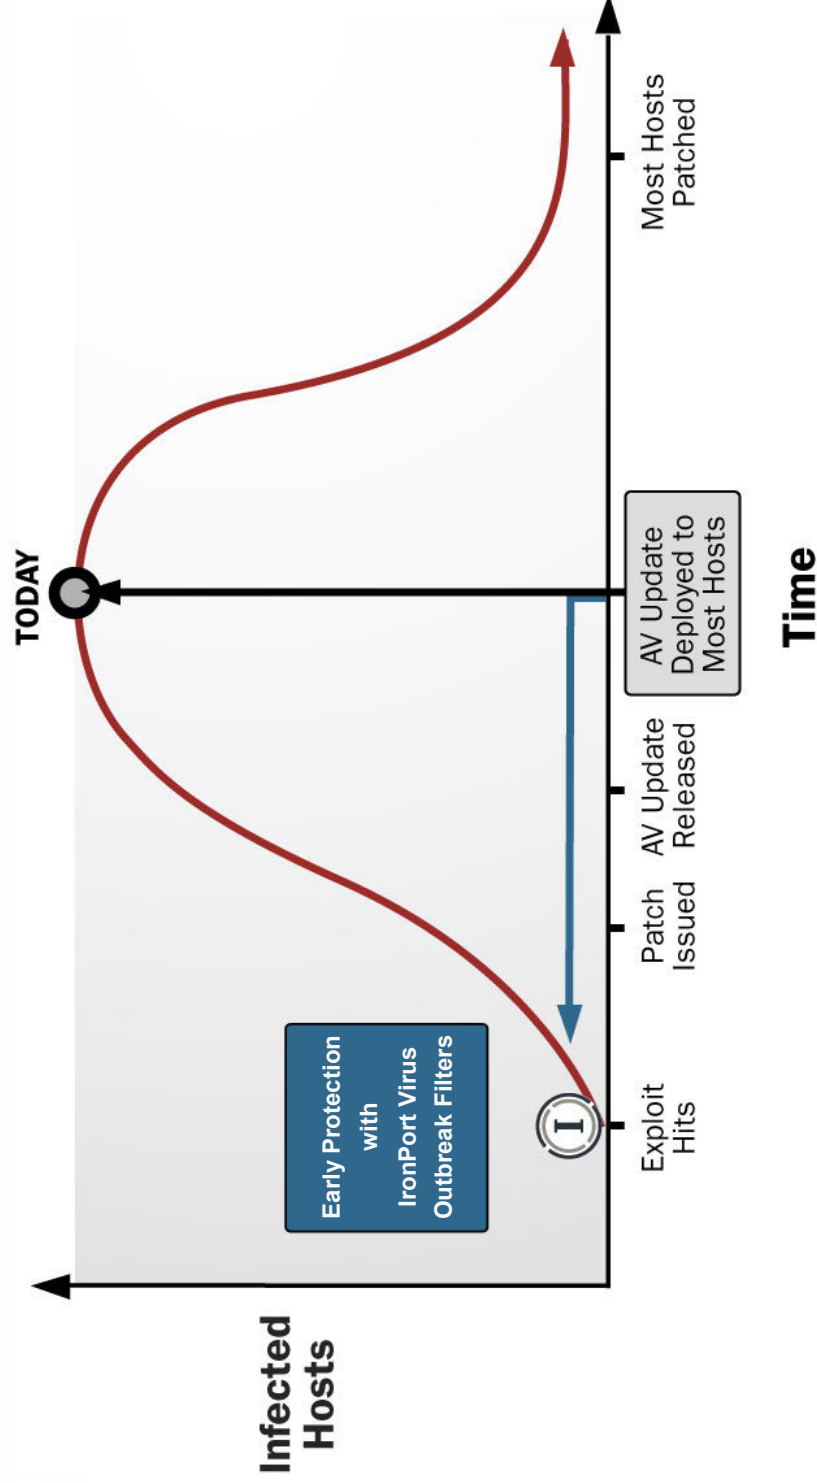 TODAY
Infected
Hosts
Early Protection
with
IronPort Virus
Outbreak Filters
I
Exploit
Hits
Patch
Issued
AV Update
Released
AV Update
Deployed to
Most Hosts
Most Hosts
Patched
Time